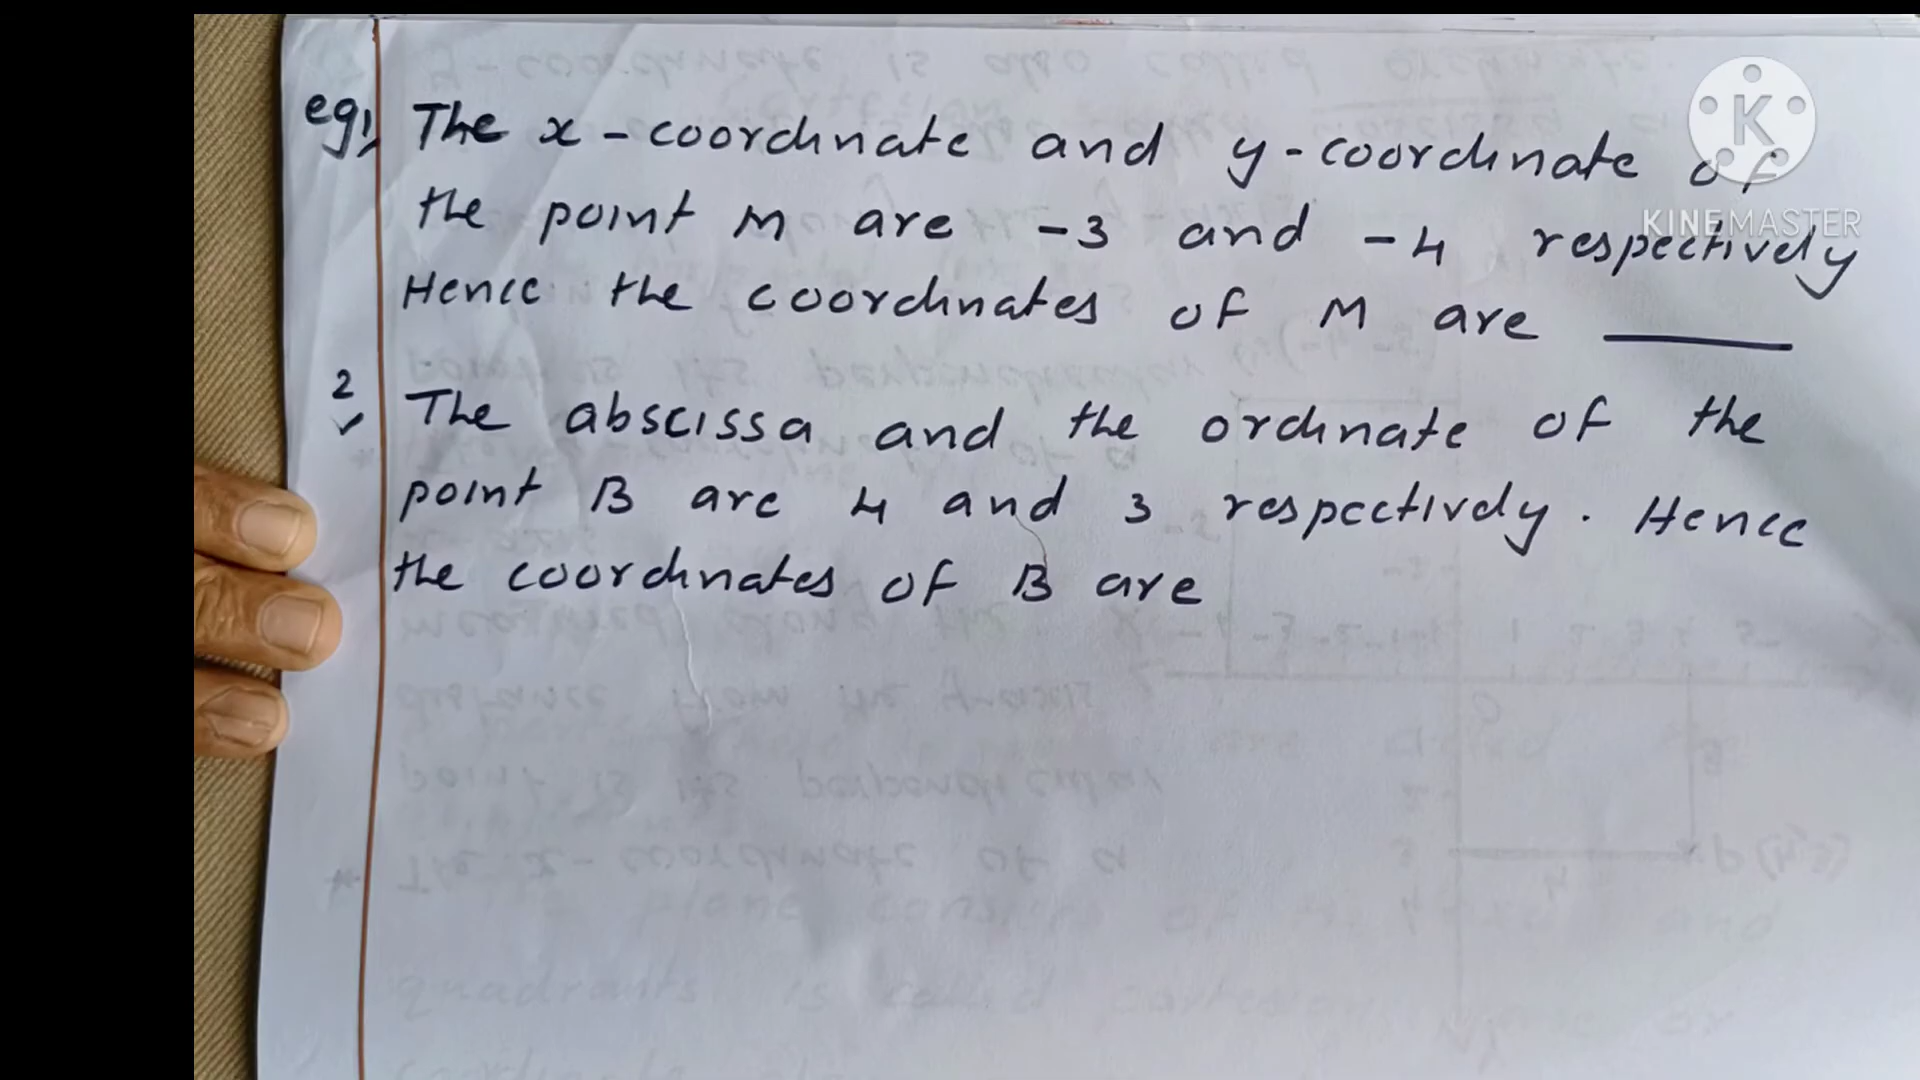 eg1, The x-coordinate and y-coordinate of
the point M are -3 and -4 respectively
Hence the coordinates of M are ______
2, The abscissa and the ordinate of the
point B are 4 and 3 respectively. Hence
the coordinates of B are
K
KINEMASTER